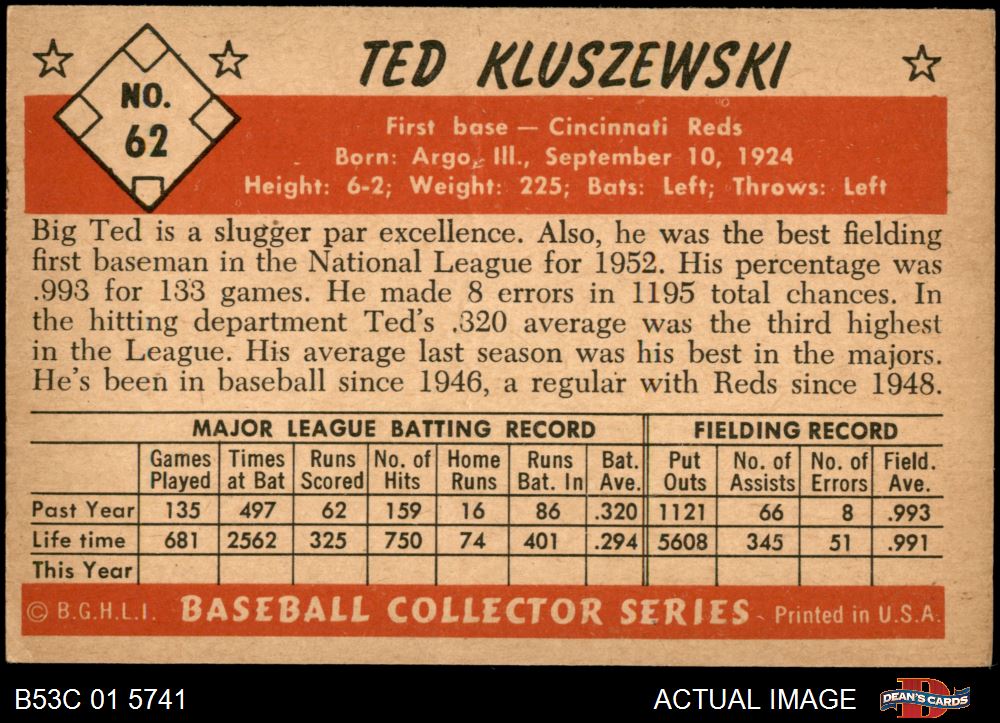 NO.
62
TED KLUSZEWSKI
First base — Cincinnati Reds
Born: Argo, Ill., September 10, 1924
Height: 6-2; Weight: 225; Bats: Left; Throws: Left
Big Ted is a slugger par excellence. Also, he was the best fielding
first baseman in the National League for 1952. His percentage was
.993 for 133 games. He made 8 errors in 1195 total chances. In
the hitting department Ted's .320 average was the third highest
in the League. His average last season was his best in the majors.
He's been in baseball since 1946, a regular with Reds since 1948.
MAJOR LEAGUE BATTING RECORD FIELDING RECORD
Games Times Runs No. of Home Runs Bat. Put No. of No. of Field.
Played at Bat Scored Hits Runs Bat. In Ave. Outs Assists Errors Ave.
Past Year 135 497 62 159 16 86 .320 1121 66 8 .993
Life time 681 2562 325 750 74 401 .294 5608 345 51 .991
This Year
© B.G.H.L.I. BASEBALL COLLECTOR SERIES - Printed in U.S.A.
B53C 01 5741 ACTUAL IMAGE DEAN'S CARDS